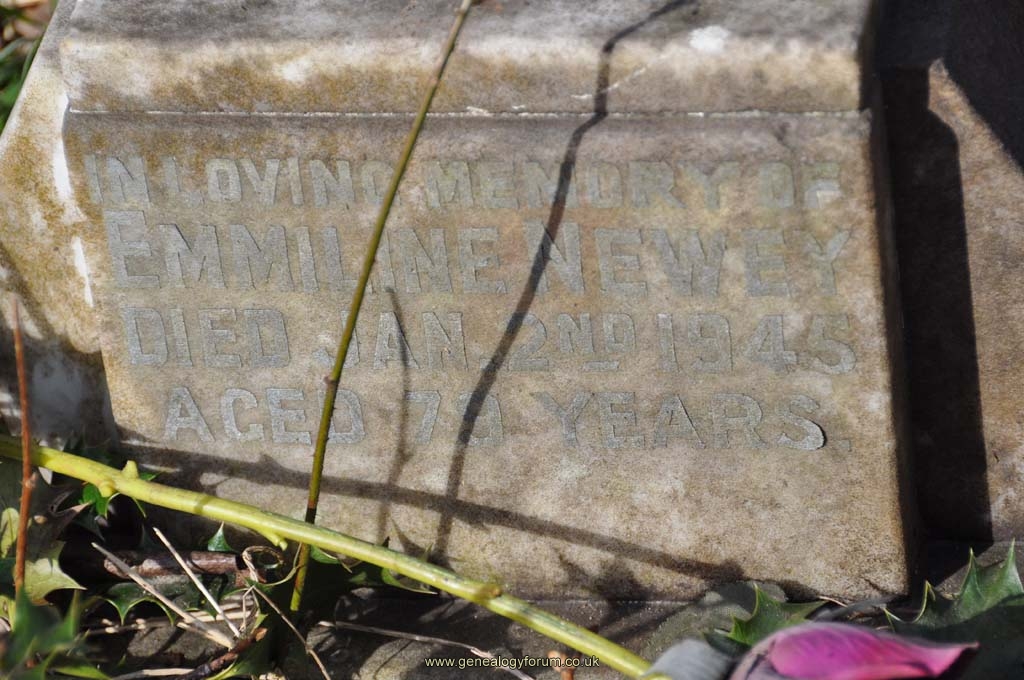 IN LOVING MEMORY OF
EMMILINE NEWEY
DIED JAN. 2ND 1945
AGED 79 YEARS.
www.genealogyforum.co.uk